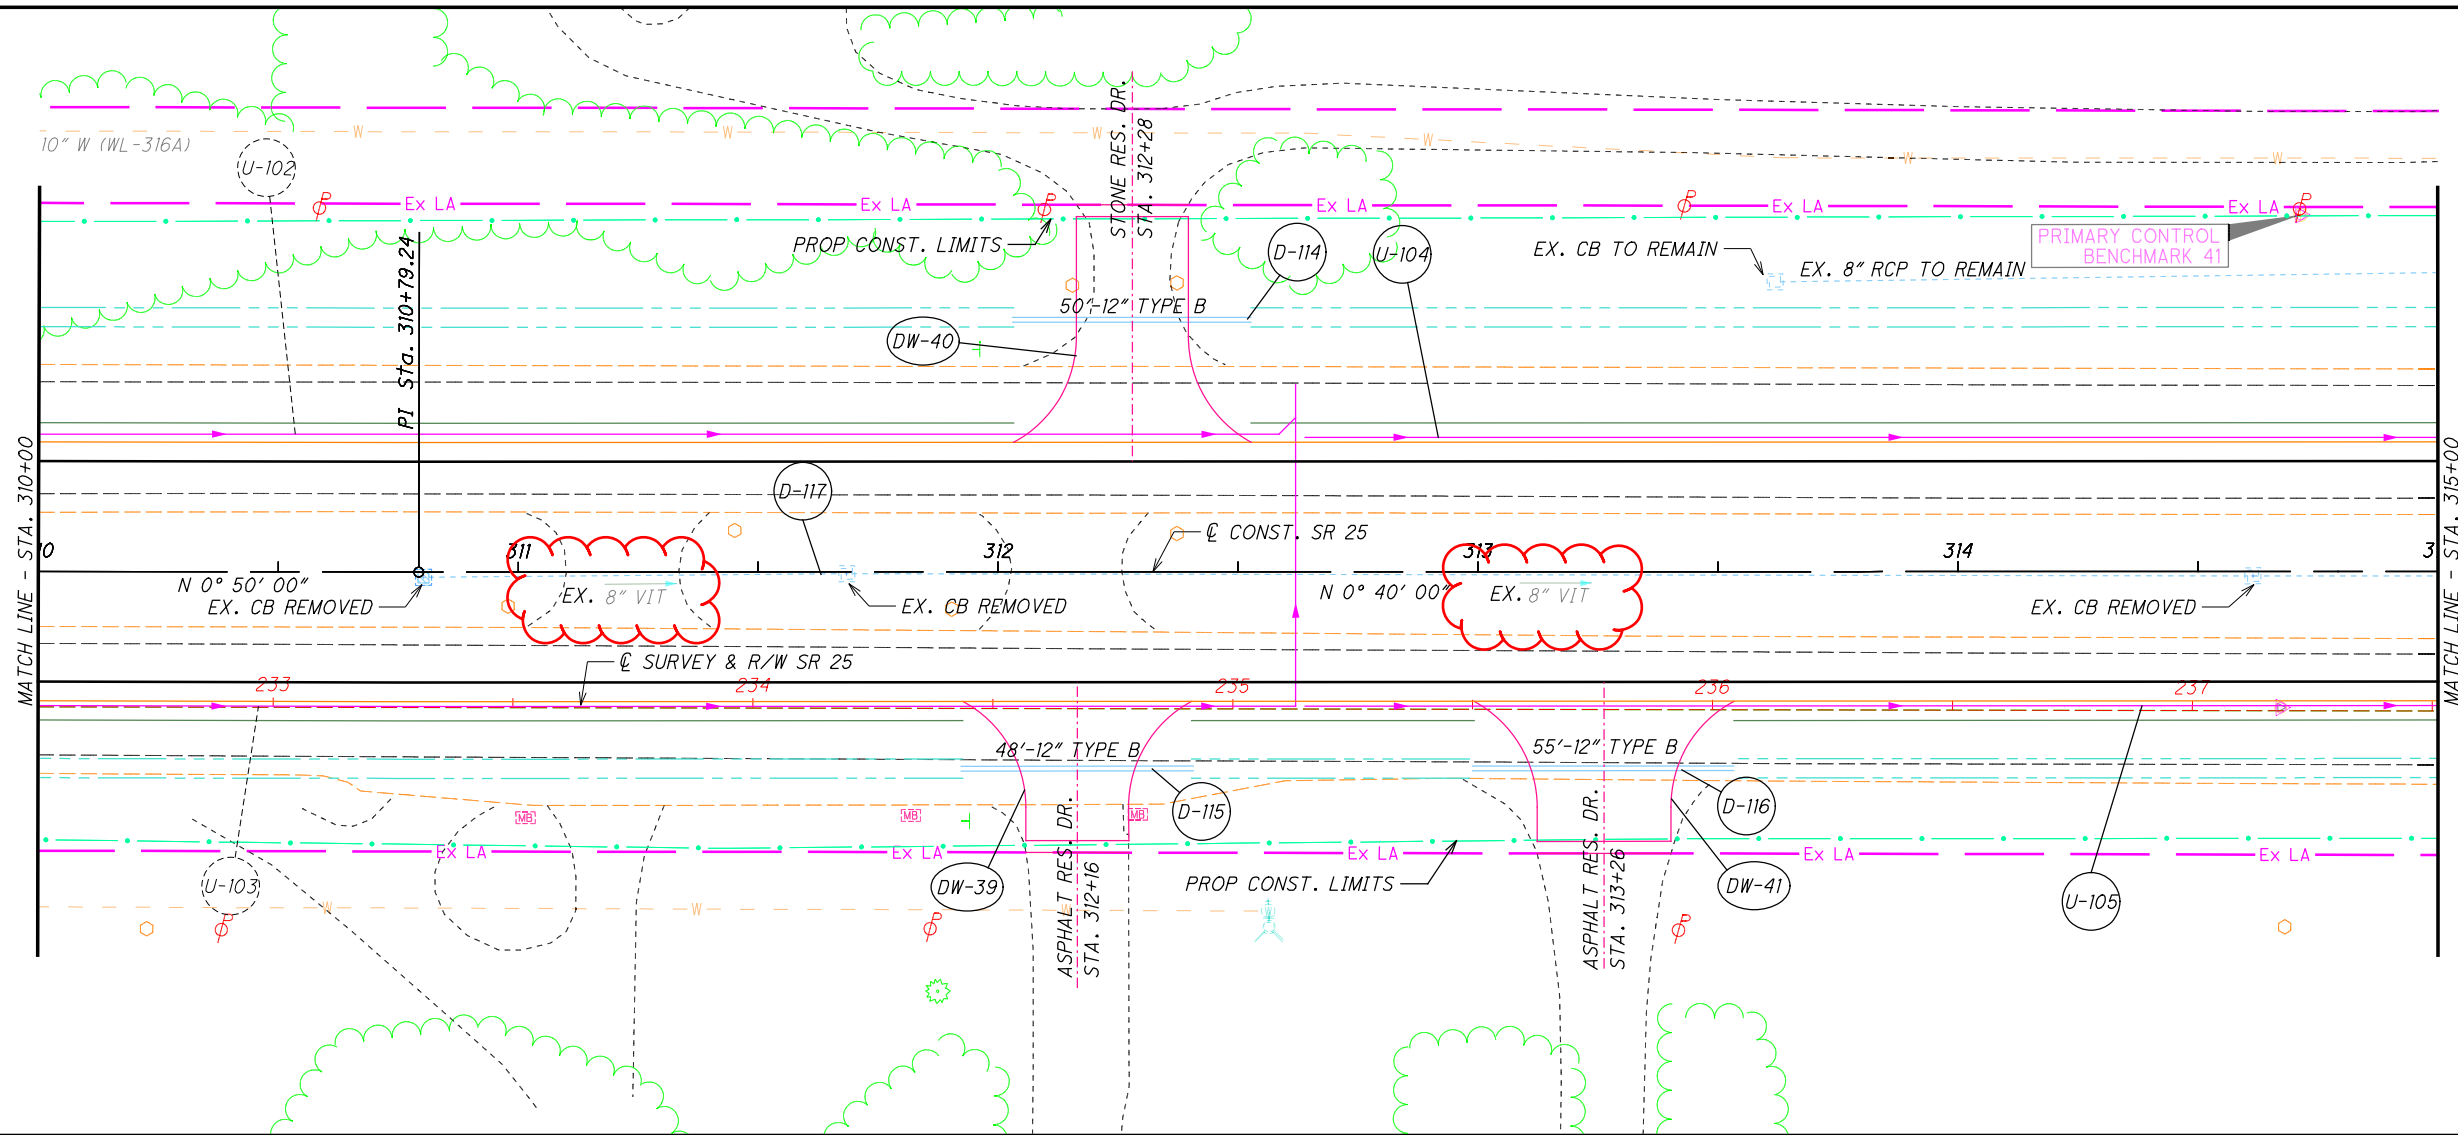 10" W (WL-316A)
U-102
STONE RES. DR.
STA. 312+28
W
W
W
W
W
W
P
P
P
P
Ex LA
Ex LA
Ex LA
Ex LA
Ex LA
PROP CONST. LIMITS
D-114
U-104
EX. CB TO REMAIN
EX. 8" RCP TO REMAIN
PRIMARY CONTROL
BENCHMARK 41
PI Sta. 310+79.24
50'-12" TYPE B
DW-40
MATCH LINE - STA. 310+00
MATCH LINE - STA. 315+00
D-117
℄ CONST. SR 25
10
311
312
313
314
3
N 0° 50' 00"
EX. CB REMOVED
EX. 8" VIT
EX. CB REMOVED
N 0° 40' 00"
EX. 8" VIT
EX. CB REMOVED
℄ SURVEY & R/W SR 25
233
234
235
236
237
48'-12" TYPE B
55'-12" TYPE B
MB
MB
MB
D-115
D-116
Ex LA
Ex LA
Ex LA
Ex LA
Ex LA
U-103
DW-39
PROP CONST. LIMITS
DW-41
U-105
ASPHALT RES. DR.
STA. 312+16
ASPHALT RES. DR.
STA. 313+26
W
W
W
P
P
P